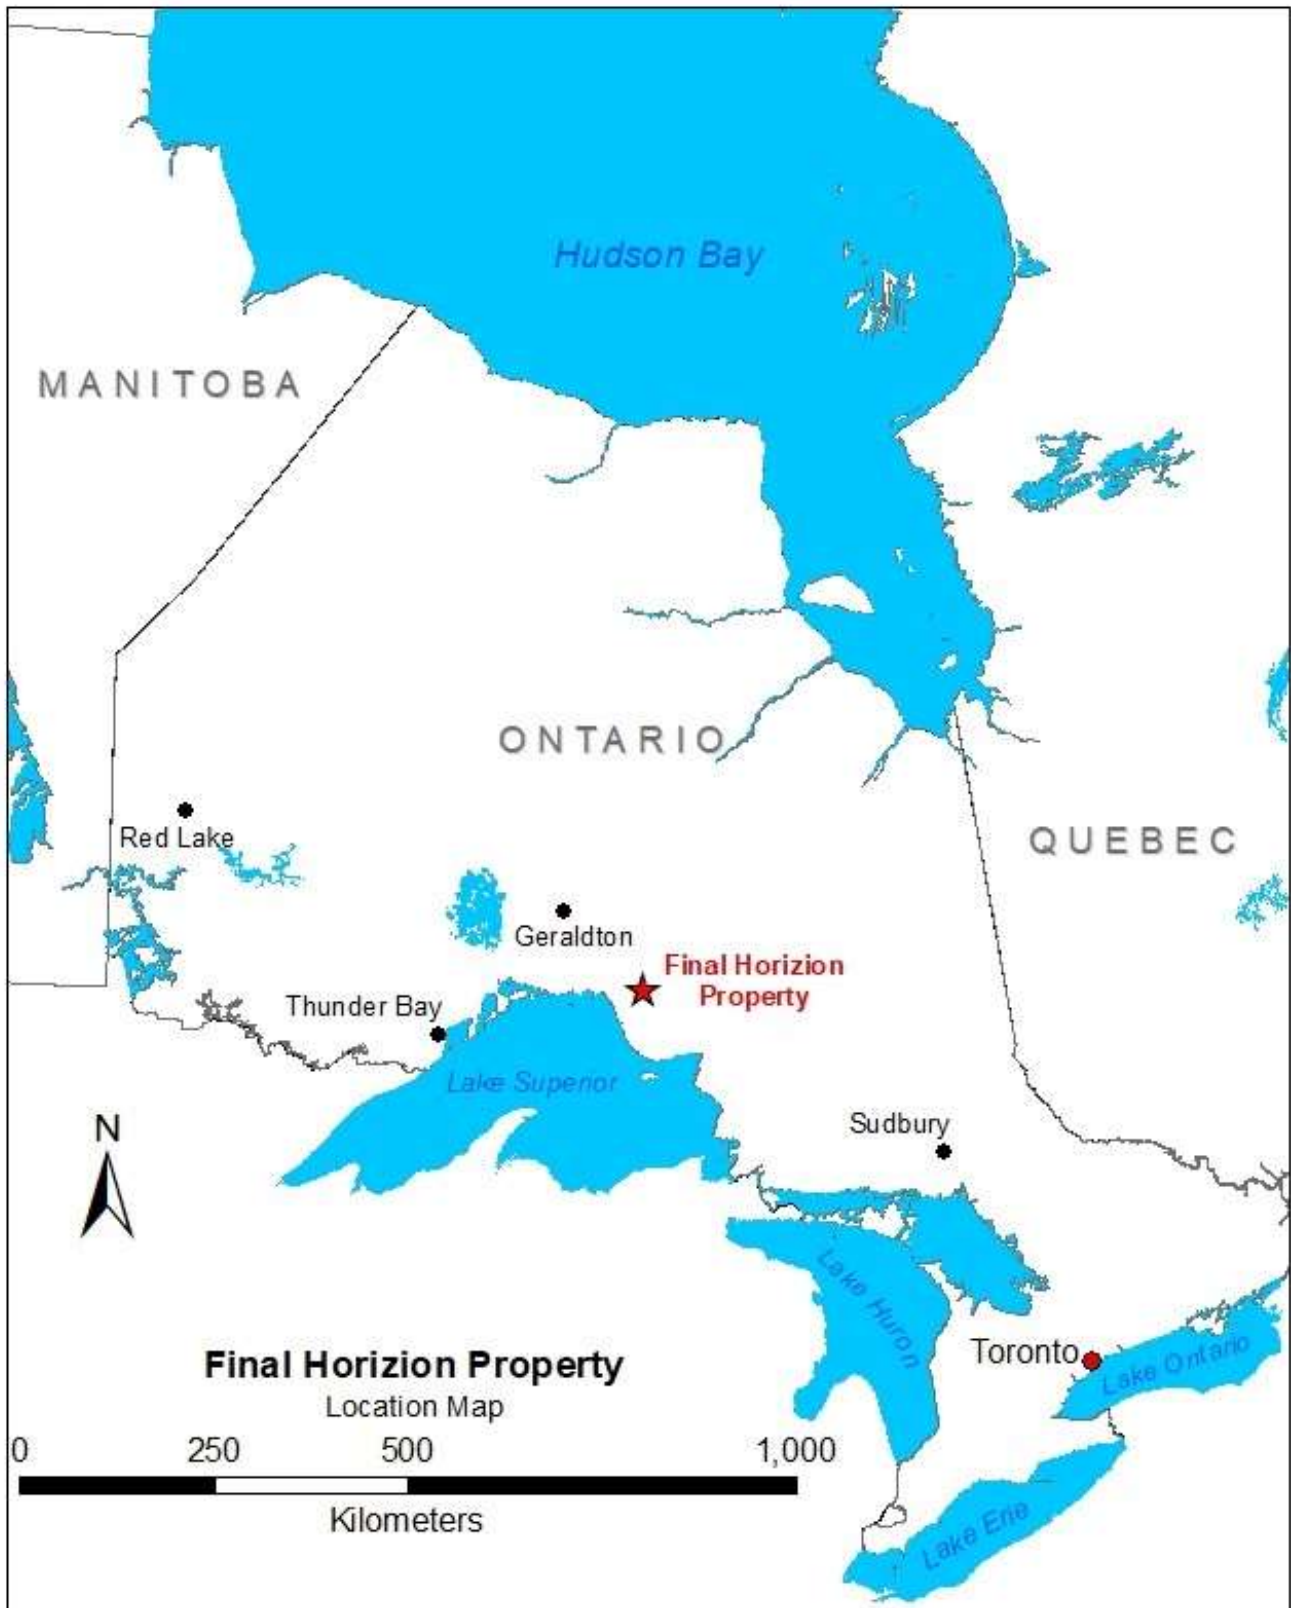 Hudson Bay
MANITOBA
ONTARIO
QUEBEC
Red Lake
Geraldton
Final Horizion
Property
Thunder Bay
Lake Superior
Sudbury
N
Lake Huron
Toronto
Lake Ontario
Final Horizion Property
Location Map
0 250 500 1,000
Kilometers
Lake Erie